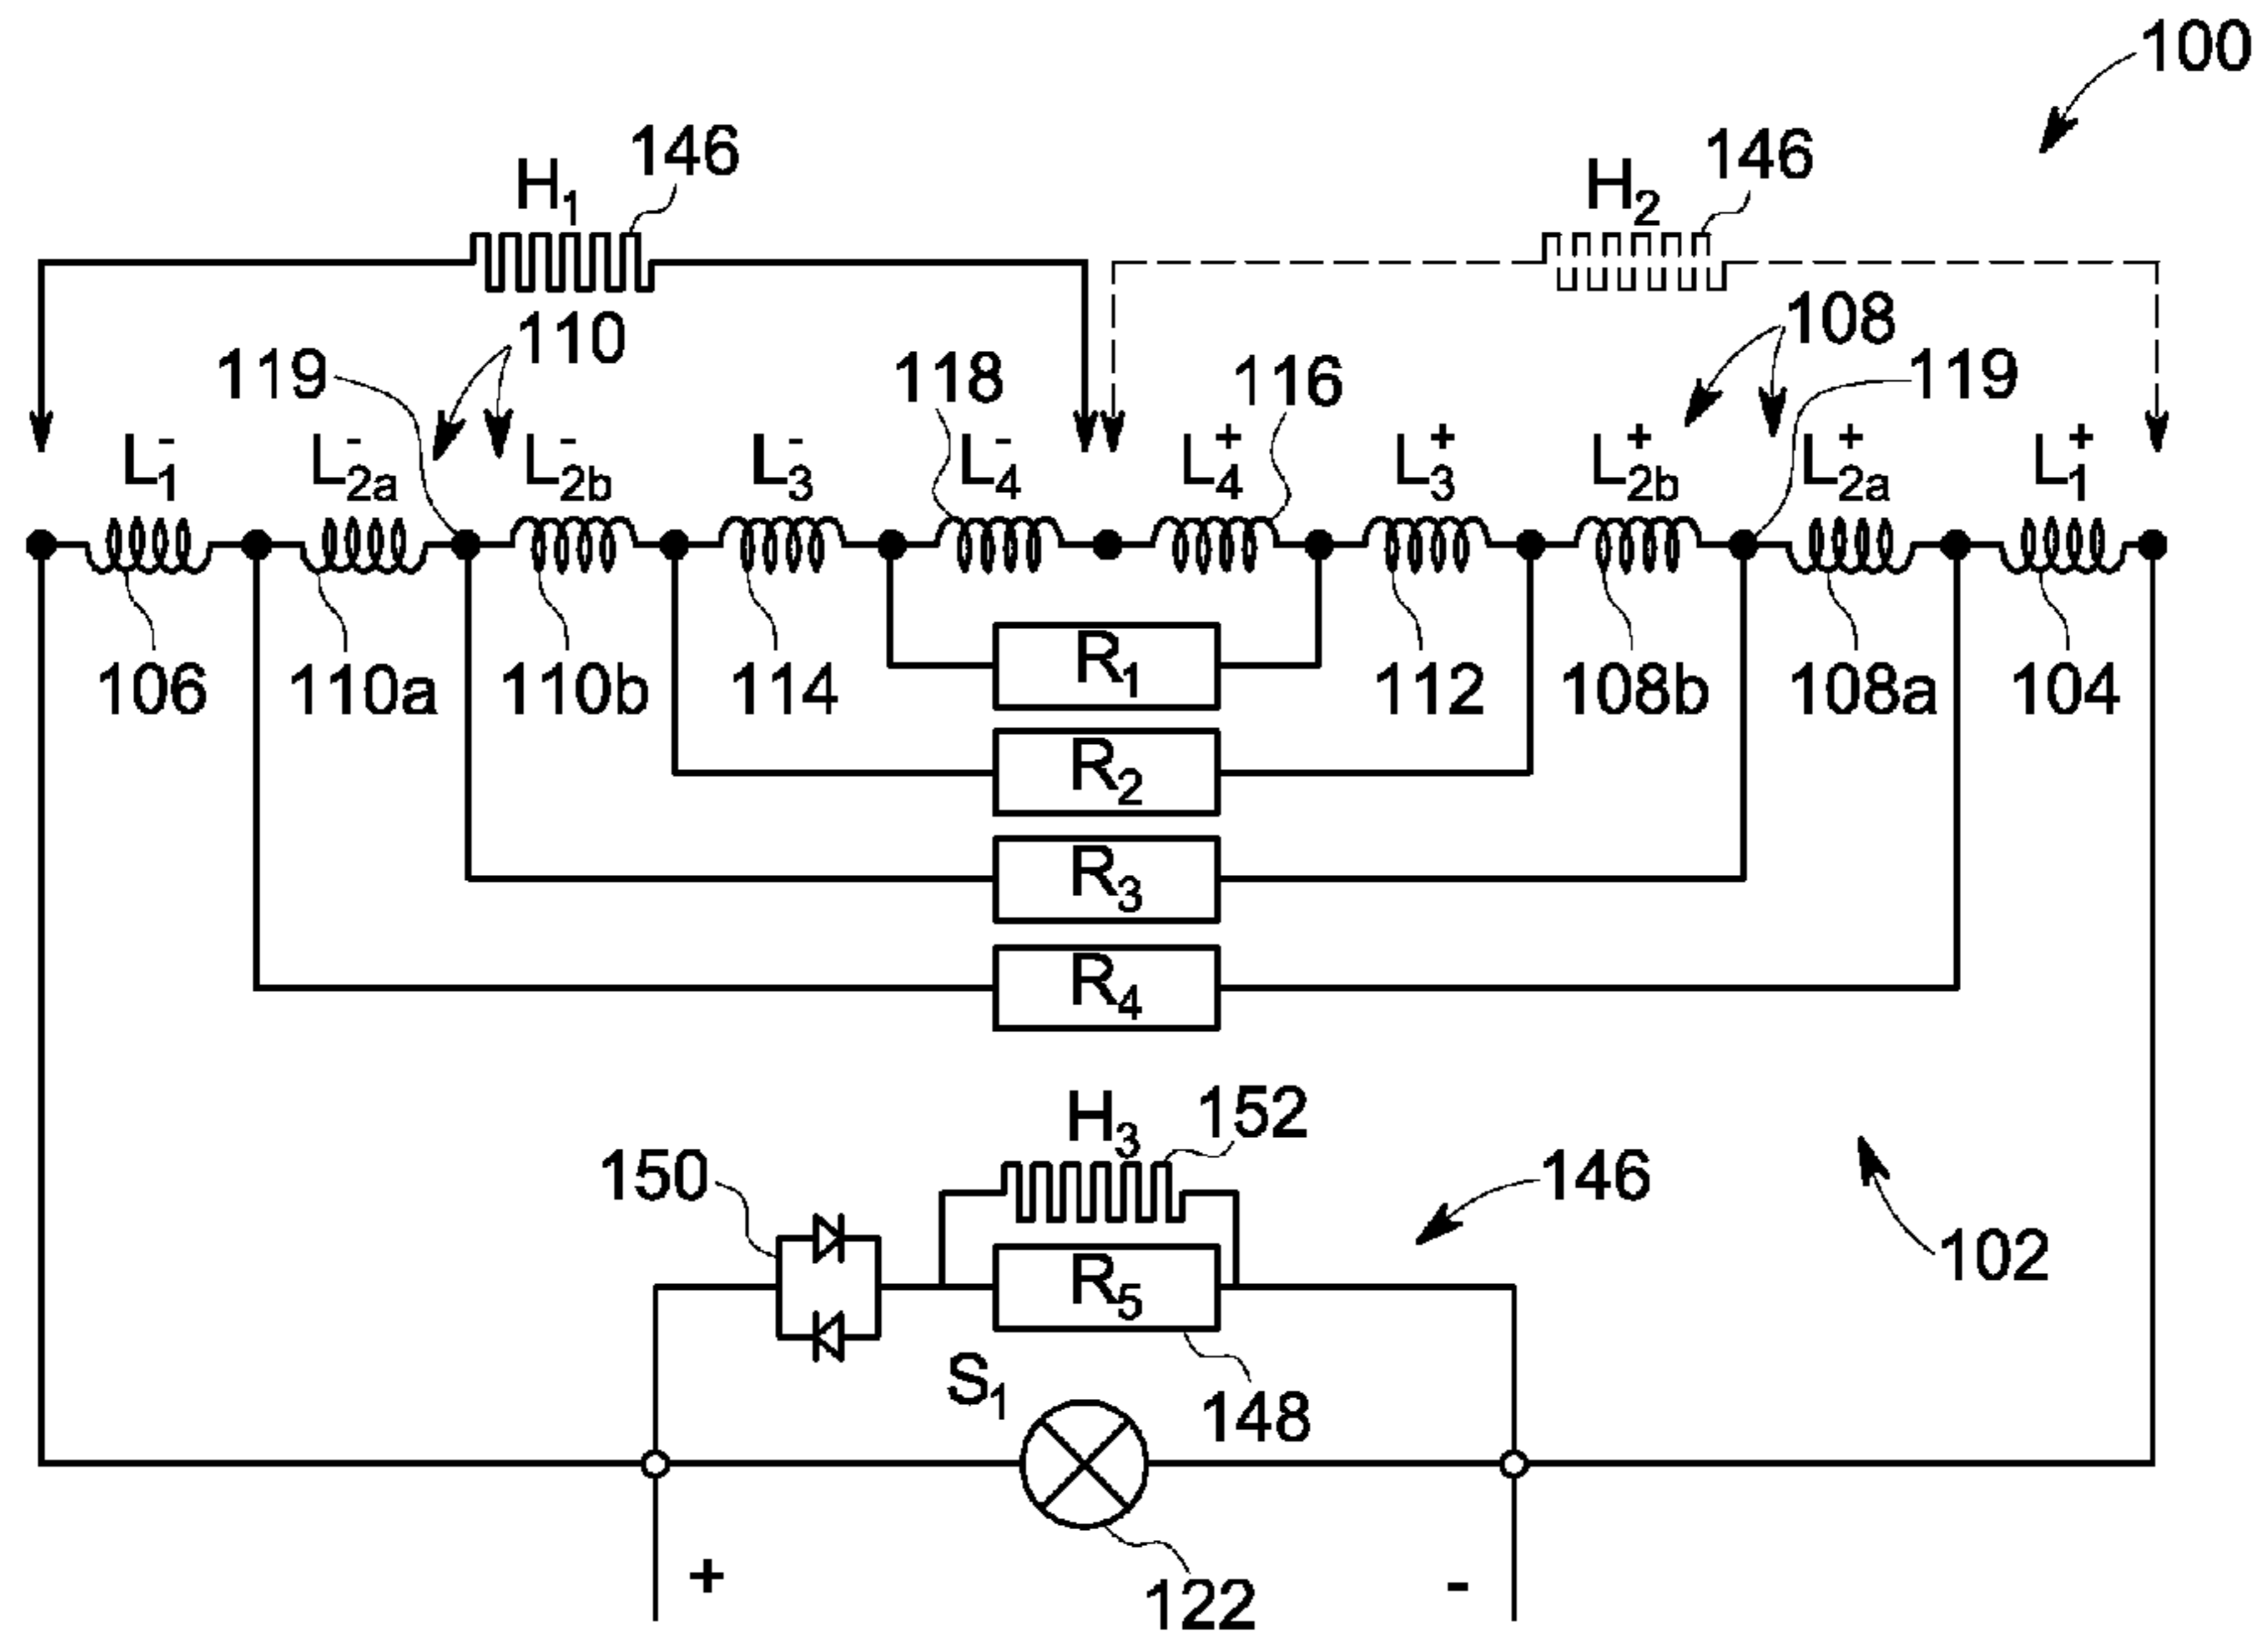 100
H1 146 H2 146
110 108
119 118 116 119
L1- L2a- L2b- L3- L4- L4+ L3+ L2b+ L2a+ L1+
106 110a 110b 114 R1 112 108b 108a 104
R2
R3
R4
H3 152
150 146
R5 102
S1 148
+ -
122